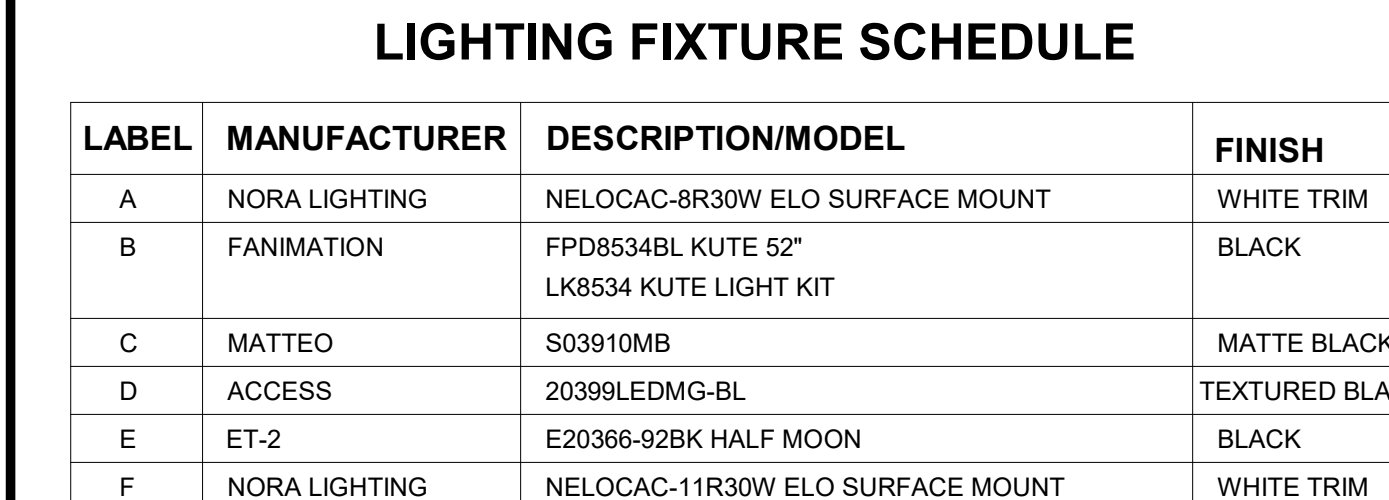 LIGHTING FIXTURE SCHEDULE
LABEL MANUFACTURER DESCRIPTION/MODEL FINISH
A NORA LIGHTING NELOCAC-8R30W ELO SURFACE MOUNT WHITE TRIM
B FANIMATION FPD8534BL KUTE 52" BLACK
LK8534 KUTE LIGHT KIT
C MATTEO S03910MB MATTE BLACK
D ACCESS 20399LEDMG-BL TEXTURED BLA
E ET-2 E20366-92BK HALF MOON BLACK
F NORA LIGHTING NELOCAC-11R30W ELO SURFACE MOUNT WHITE TRIM